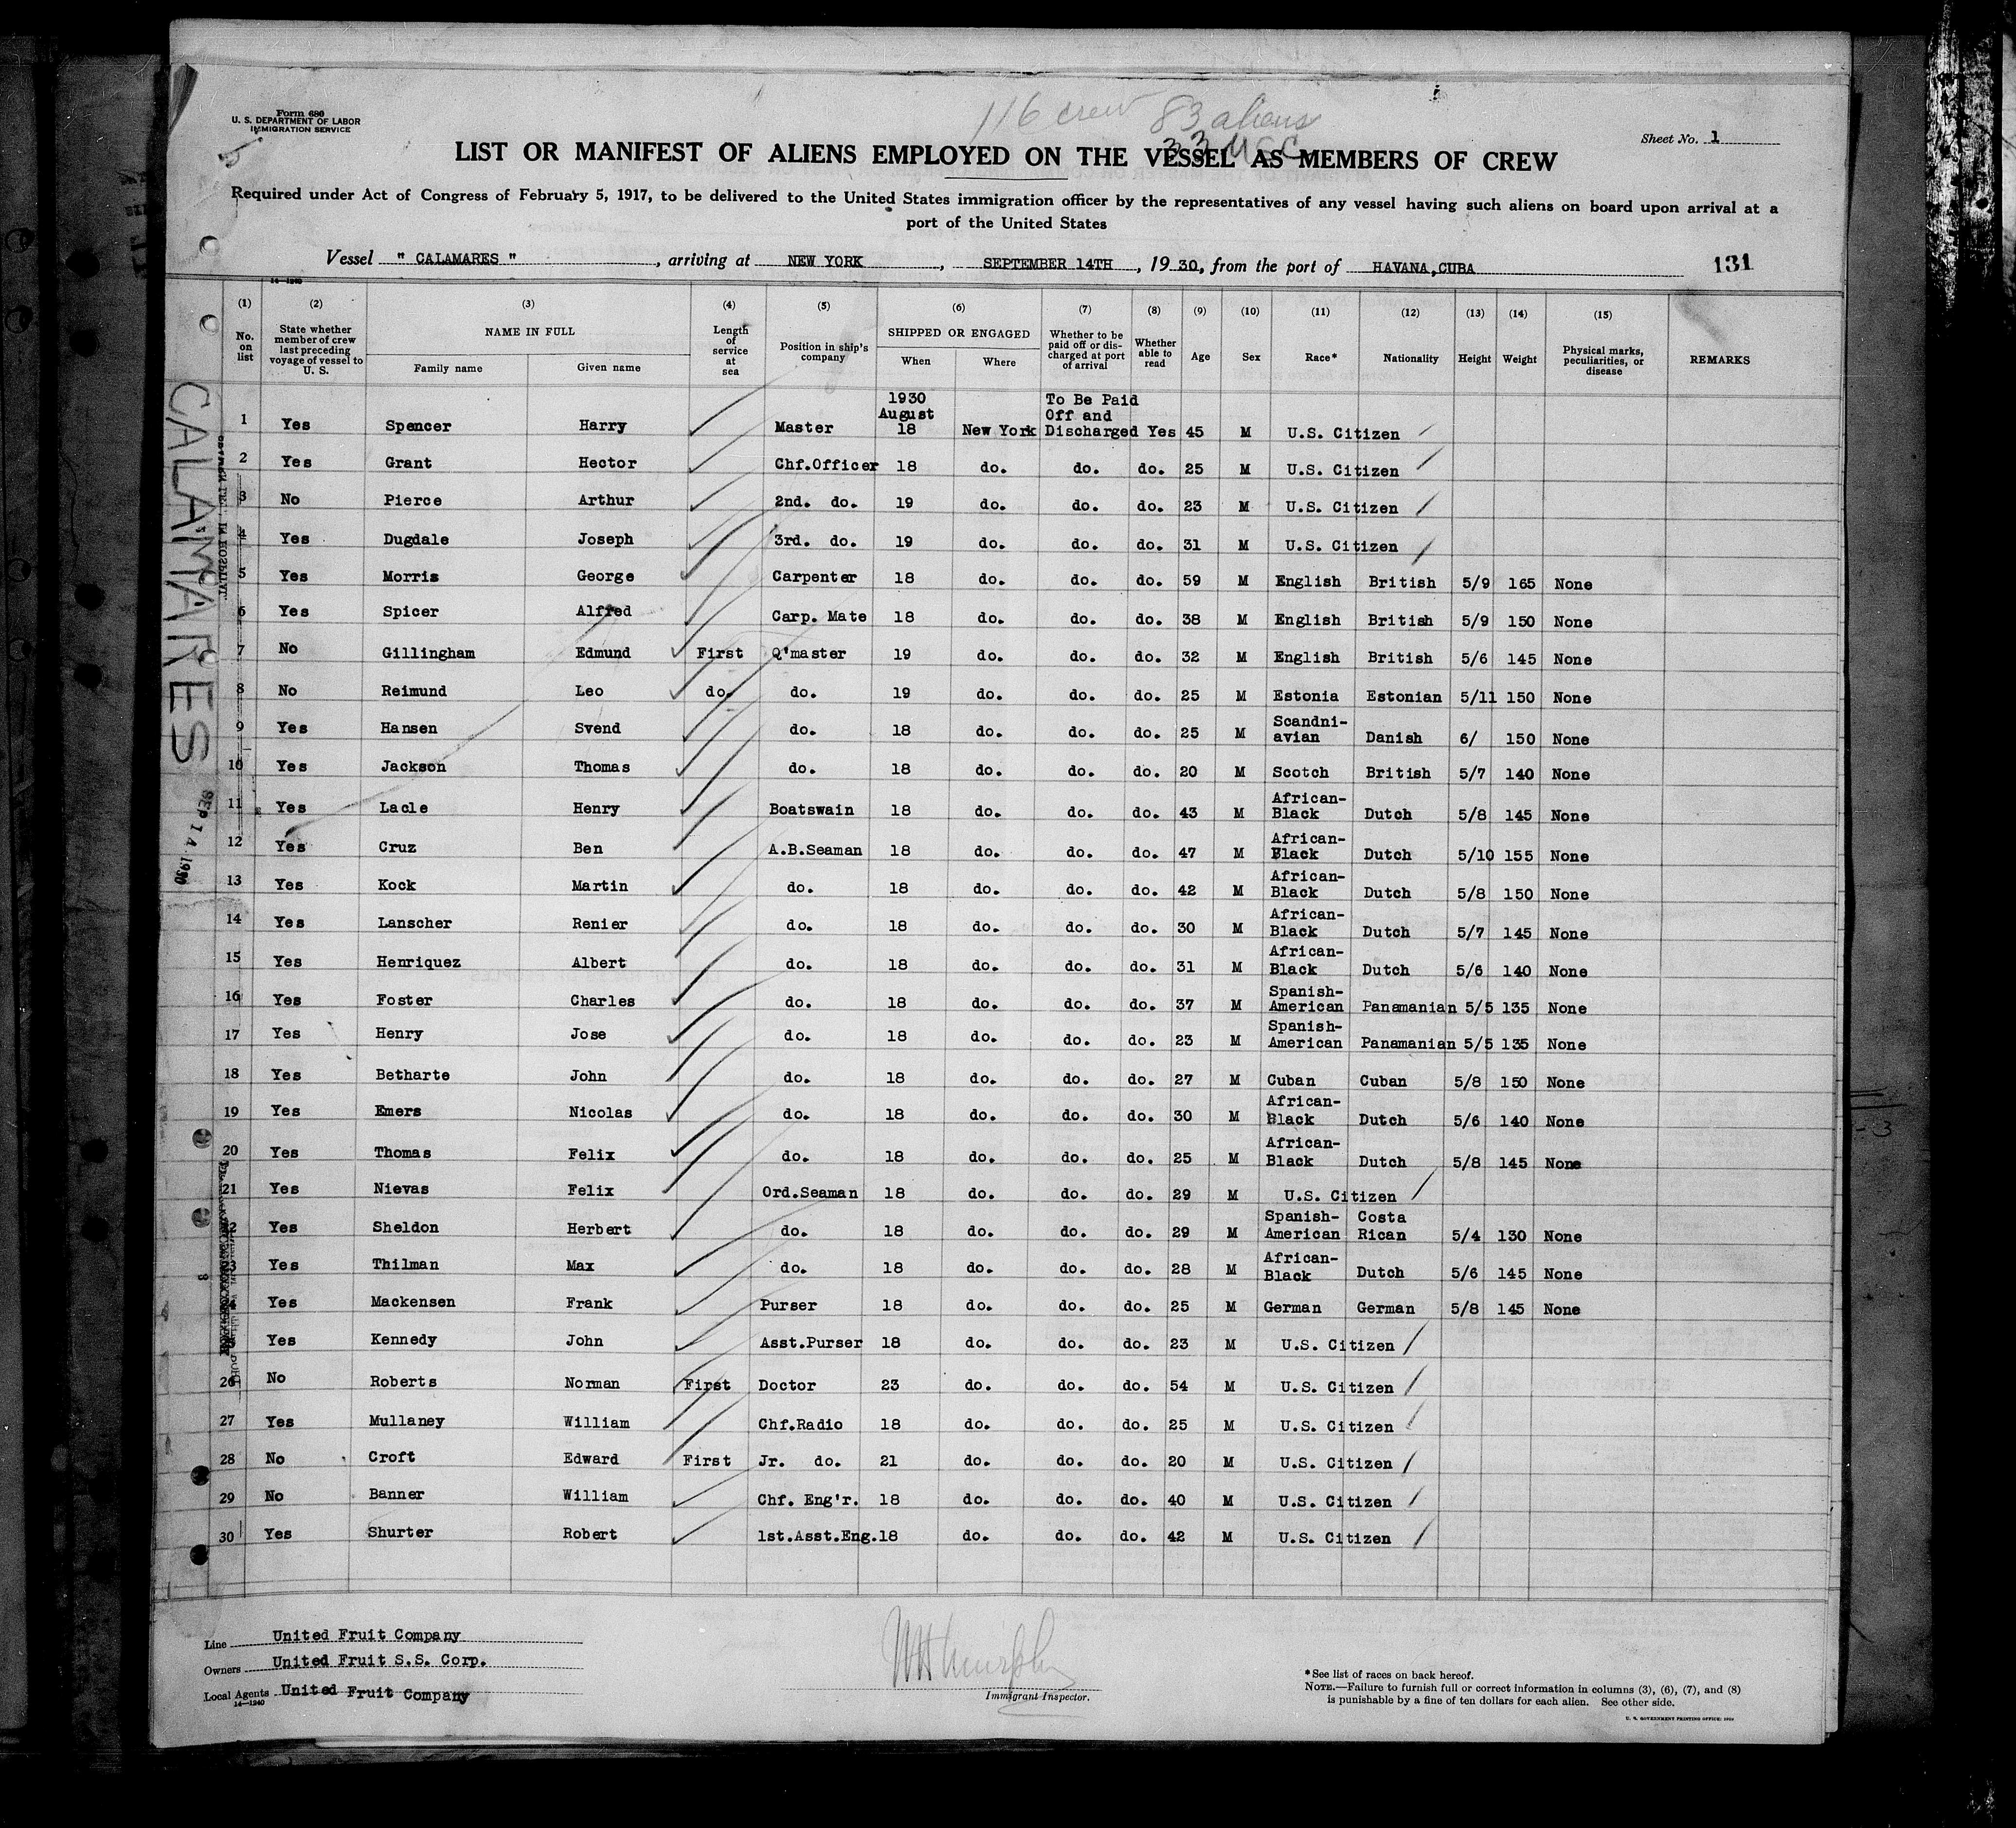 Form 680
U. S. DEPARTMENT OF LABOR
IMMIGRATION SERVICE
116 crew 83 aliens
33 USC
Sheet No. 1
LIST OR MANIFEST OF ALIENS EMPLOYED ON THE VESSEL AS MEMBERS OF CREW
Required under Act of Congress of February 5, 1917, to be delivered to the United States immigration officer by the representatives of any vessel having such aliens on board upon arrival at a
port of the United States
Vessel " CALAMARES ", arriving at NEW YORK, SEPTEMBER 14TH, 1930, from the port of HAVANA,CUBA
131
14—1240
(1) (2) (3) (4) (5) (6) (7) (8) (9) (10) (11) (12) (13) (14) (15)
No. on list
State whether member of crew last preceding voyage of vessel to U. S.
NAME IN FULL
Family name
Given name
Length of service at sea
Position in ship's company
SHIPPED OR ENGAGED
When
Where
Whether to be paid off or discharged at port of arrival
Whether able to read
Age
Sex
Race*
Nationality
Height
Weight
Physical marks, peculiarities, or disease
REMARKS
1 Yes Spencer Harry Master 1930 August 18 New York To Be Paid Off and Discharged Yes 45 M U.S. Citizen
2 Yes Grant Hector Chf.Officer 18 do. do. do. 25 M U.S. Citizen
3 No Pierce Arthur 2nd. do. 19 do. do. do. 23 M U.S. Citizen
4 Yes Dugdale Joseph 3rd. do. 19 do. do. do. 31 M U.S. Citizen
5 Yes Morris George Carpenter 18 do. do. do. 59 M English British 5/9 165 None
6 Yes Spicer Alfred Carp. Mate 18 do. do. do. 38 M English British 5/9 150 None
7 No Gillingham Edmund First Q'master 19 do. do. do. 32 M English British 5/6 145 None
8 No Reimund Leo do. do. 19 do. do. do. 25 M Estonia Estonian 5/11 150 None
9 Yes Hansen Svend do. 18 do. do. do. 25 M Scandni-avian Danish 6/ 150 None
10 Yes Jackson Thomas do. 18 do. do. do. 20 M Scotch British 5/7 140 None
11 Yes Lacle Henry Boatswain 18 do. do. do. 43 M African-Black Dutch 5/8 145 None
12 Yes Cruz Ben A.B.Seaman 18 do. do. do. 47 M African-Black Dutch 5/10 155 None
13 Yes Kock Martin do. 18 do. do. do. 42 M African-Black Dutch 5/8 150 None
14 Yes Lanscher Renier do. 18 do. do. do. 30 M African-Black Dutch 5/7 145 None
15 Yes Henriquez Albert do. 18 do. do. do. 31 M African-Black Dutch 5/6 140 None
16 Yes Foster Charles do. 18 do. do. do. 37 M Spanish-American Panamanian 5/5 135 None
17 Yes Henry Jose do. 18 do. do. do. 23 M Spanish-American Panamanian 5/5 135 None
18 Yes Betharte John do. 18 do. do. do. 27 M Cuban Cuban 5/8 150 None
19 Yes Emers Nicolas do. 18 do. do. do. 30 M African-Black Dutch 5/6 140 None
20 Yes Thomas Felix do. 18 do. do. do. 25 M African-Black Dutch 5/8 145 None
21 Yes Nievas Felix Ord.Seaman 18 do. do. do. 29 M U.S. Citizen
22 Yes Sheldon Herbert do. 18 do. do. do. 29 M Spanish-American Costa Rican 5/4 130 None
23 Yes Thilman Max do. 18 do. do. do. 28 M African-Black Dutch 5/6 145 None
24 Yes Mackensen Frank Purser 18 do. do. do. 25 M German German 5/8 145 None
25 Yes Kennedy John Asst.Purser 18 do. do. do. 23 M U.S. Citizen
26 No Roberts Norman First Doctor 23 do. do. do. 54 M U.S. Citizen
27 Yes Mullaney William Chf.Radio 18 do. do. do. 25 M U.S. Citizen
28 No Croft Edward First Jr. do. 21 do. do. do. 20 M U.S. Citizen
29 No Banner William Chf. Eng'r. 18 do. do. do. 40 M U.S. Citizen
30 Yes Shurter Robert 1st.Asst.Eng. 18 do. do. do. 42 M U.S. Citizen
CALAMARES
SEP 14 1930
Line United Fruit Company
Owners United Fruit S.S. Corp.
Local Agents United Fruit Company
14—1240
Immigrant Inspector.
*See list of races on back hereof.
NOTE.—Failure to furnish full or correct information in columns (3), (6), (7), and (8)
is punishable by a fine of ten dollars for each alien. See other side.